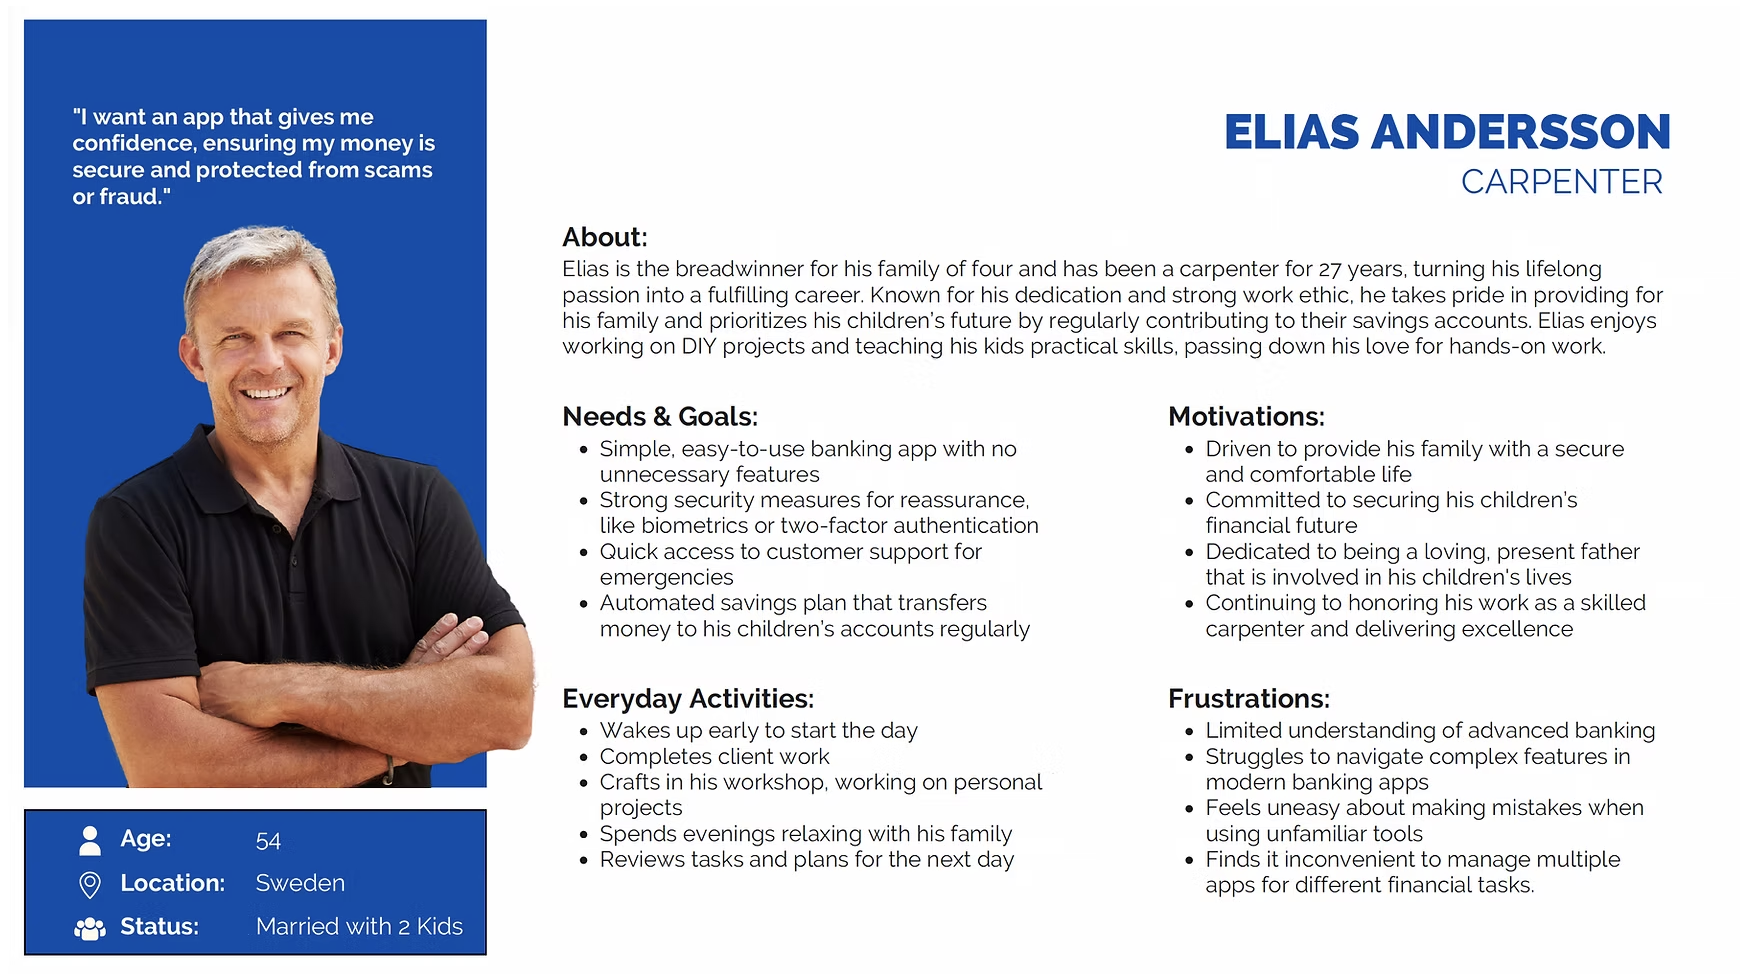 "I want an app that gives me
confidence, ensuring my money is
secure and protected from scams
or fraud."
ELIAS ANDERSSON
CARPENTER
About:
Elias is the breadwinner for his family of four and has been a carpenter for 27 years, turning his lifelong
passion into a fulfilling career. Known for his dedication and strong work ethic, he takes pride in providing for
his family and prioritizes his children’s future by regularly contributing to their savings accounts. Elias enjoys
working on DIY projects and teaching his kids practical skills, passing down his love for hands-on work.
Needs & Goals:
• Simple, easy-to-use banking app with no
unnecessary features
• Strong security measures for reassurance,
like biometrics or two-factor authentication
• Quick access to customer support for
emergencies
• Automated savings plan that transfers
money to his children’s accounts regularly
Motivations:
• Driven to provide his family with a secure
and comfortable life
• Committed to securing his children’s
financial future
• Dedicated to being a loving, present father
that is involved in his children's lives
• Continuing to honoring his work as a skilled
carpenter and delivering excellence
Everyday Activities:
• Wakes up early to start the day
• Completes client work
• Crafts in his workshop, working on personal
projects
• Spends evenings relaxing with his family
• Reviews tasks and plans for the next day
Frustrations:
• Limited understanding of advanced banking
• Struggles to navigate complex features in
modern banking apps
• Feels uneasy about making mistakes when
using unfamiliar tools
• Finds it inconvenient to manage multiple
apps for different financial tasks.
Age: 54
Location: Sweden
Status: Married with 2 Kids